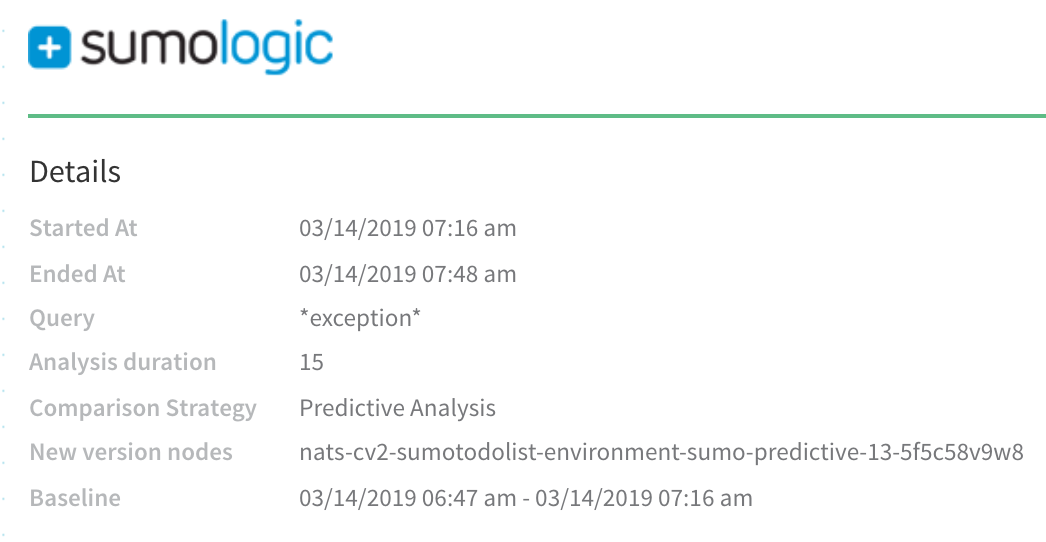 sumologic
Details
Started At 03/14/2019 07:16 am
Ended At 03/14/2019 07:48 am
Query *exception*
Analysis duration 15
Comparison Strategy Predictive Analysis
New version nodes nats-cv2-sumotodolist-environment-sumo-predictive-13-5f5c58v9w8
Baseline 03/14/2019 06:47 am - 03/14/2019 07:16 am